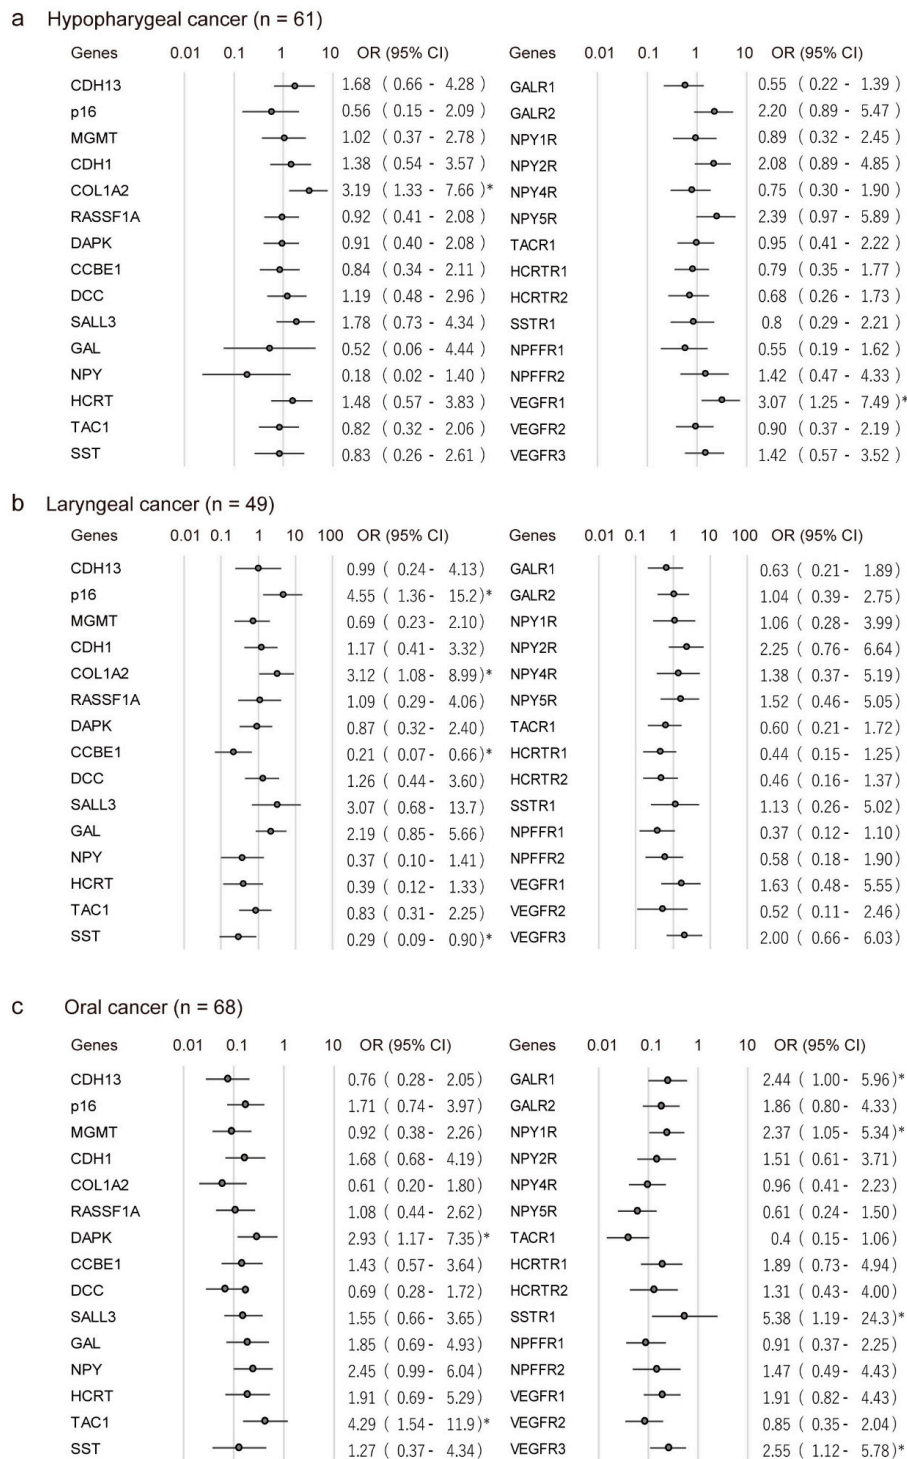 a Hypopharygeal cancer (n = 61)
Genes 0.01 0.1 1 10 OR (95% CI) Genes 0.01 0.1 1 10 OR (95% CI)
CDH13 1.68 ( 0.66 - 4.28 ) GALR1 0.55 ( 0.22 - 1.39 )
p16 0.56 ( 0.15 - 2.09 ) GALR2 2.20 ( 0.89 - 5.47 )
MGMT 1.02 ( 0.37 - 2.78 ) NPY1R 0.89 ( 0.32 - 2.45 )
CDH1 1.38 ( 0.54 - 3.57 ) NPY2R 2.08 ( 0.89 - 4.85 )
COL1A2 3.19 ( 1.33 - 7.66 )* NPY4R 0.75 ( 0.30 - 1.90 )
RASSF1A 0.92 ( 0.41 - 2.08 ) NPY5R 2.39 ( 0.97 - 5.89 )
DAPK 0.91 ( 0.40 - 2.08 ) TACR1 0.95 ( 0.41 - 2.22 )
CCBE1 0.84 ( 0.34 - 2.11 ) HCRTR1 0.79 ( 0.35 - 1.77 )
DCC 1.19 ( 0.48 - 2.96 ) HCRTR2 0.68 ( 0.26 - 1.73 )
SALL3 1.78 ( 0.73 - 4.34 ) SSTR1 0.8 ( 0.29 - 2.21 )
GAL 0.52 ( 0.06 - 4.44 ) NPFFR1 0.55 ( 0.19 - 1.62 )
NPY 0.18 ( 0.02 - 1.40 ) NPFFR2 1.42 ( 0.47 - 4.33 )
HCRT 1.48 ( 0.57 - 3.83 ) VEGFR1 3.07 ( 1.25 - 7.49 )*
TAC1 0.82 ( 0.32 - 2.06 ) VEGFR2 0.90 ( 0.37 - 2.19 )
SST 0.83 ( 0.26 - 2.61 ) VEGFR3 1.42 ( 0.57 - 3.52 )
b Laryngeal cancer (n = 49)
Genes 0.01 0.1 1 10 100 OR (95% CI) Genes 0.01 0.1 1 10 100 OR (95% CI)
CDH13 0.99 ( 0.24 - 4.13 ) GALR1 0.63 ( 0.21 - 1.89 )
p16 4.55 ( 1.36 - 15.2 )* GALR2 1.04 ( 0.39 - 2.75 )
MGMT 0.69 ( 0.23 - 2.10 ) NPY1R 1.06 ( 0.28 - 3.99 )
CDH1 1.17 ( 0.41 - 3.32 ) NPY2R 2.25 ( 0.76 - 6.64 )
COL1A2 3.12 ( 1.08 - 8.99 )* NPY4R 1.38 ( 0.37 - 5.19 )
RASSF1A 1.09 ( 0.29 - 4.06 ) NPY5R 1.52 ( 0.46 - 5.05 )
DAPK 0.87 ( 0.32 - 2.40 ) TACR1 0.60 ( 0.21 - 1.72 )
CCBE1 0.21 ( 0.07 - 0.66 )* HCRTR1 0.44 ( 0.15 - 1.25 )
DCC 1.26 ( 0.44 - 3.60 ) HCRTR2 0.46 ( 0.16 - 1.37 )
SALL3 3.07 ( 0.68 - 13.7 ) SSTR1 1.13 ( 0.26 - 5.02 )
GAL 2.19 ( 0.85 - 5.66 ) NPFFR1 0.37 ( 0.12 - 1.10 )
NPY 0.37 ( 0.10 - 1.41 ) NPFFR2 0.58 ( 0.18 - 1.90 )
HCRT 0.39 ( 0.12 - 1.33 ) VEGFR1 1.63 ( 0.48 - 5.55 )
TAC1 0.83 ( 0.31 - 2.25 ) VEGFR2 0.52 ( 0.11 - 2.46 )
SST 0.29 ( 0.09 - 0.90 )* VEGFR3 2.00 ( 0.66 - 6.03 )
c Oral cancer (n = 68)
Genes 0.01 0.1 1 10 OR (95% CI) Genes 0.01 0.1 1 10 OR (95% CI)
CDH13 0.76 ( 0.28 - 2.05 ) GALR1 2.44 ( 1.00 - 5.96 )*
p16 1.71 ( 0.74 - 3.97 ) GALR2 1.86 ( 0.80 - 4.33 )
MGMT 0.92 ( 0.38 - 2.26 ) NPY1R 2.37 ( 1.05 - 5.34 )*
CDH1 1.68 ( 0.68 - 4.19 ) NPY2R 1.51 ( 0.61 - 3.71 )
COL1A2 0.61 ( 0.20 - 1.80 ) NPY4R 0.96 ( 0.41 - 2.23 )
RASSF1A 1.08 ( 0.44 - 2.62 ) NPY5R 0.61 ( 0.24 - 1.50 )
DAPK 2.93 ( 1.17 - 7.35 )* TACR1 0.4 ( 0.15 - 1.06 )
CCBE1 1.43 ( 0.57 - 3.64 ) HCRTR1 1.89 ( 0.73 - 4.94 )
DCC 0.69 ( 0.28 - 1.72 ) HCRTR2 1.31 ( 0.43 - 4.00 )
SALL3 1.55 ( 0.66 - 3.65 ) SSTR1 5.38 ( 1.19 - 24.3 )*
GAL 1.85 ( 0.69 - 4.93 ) NPFFR1 0.91 ( 0.37 - 2.25 )
NPY 2.45 ( 0.99 - 6.04 ) NPFFR2 1.47 ( 0.49 - 4.43 )
HCRT 1.91 ( 0.69 - 5.29 ) VEGFR1 1.91 ( 0.82 - 4.43 )
TAC1 4.29 ( 1.54 - 11.9 )* VEGFR2 0.85 ( 0.35 - 2.04 )
SST 1.27 ( 0.37 - 4.34 ) VEGFR3 2.55 ( 1.12 - 5.78 )*